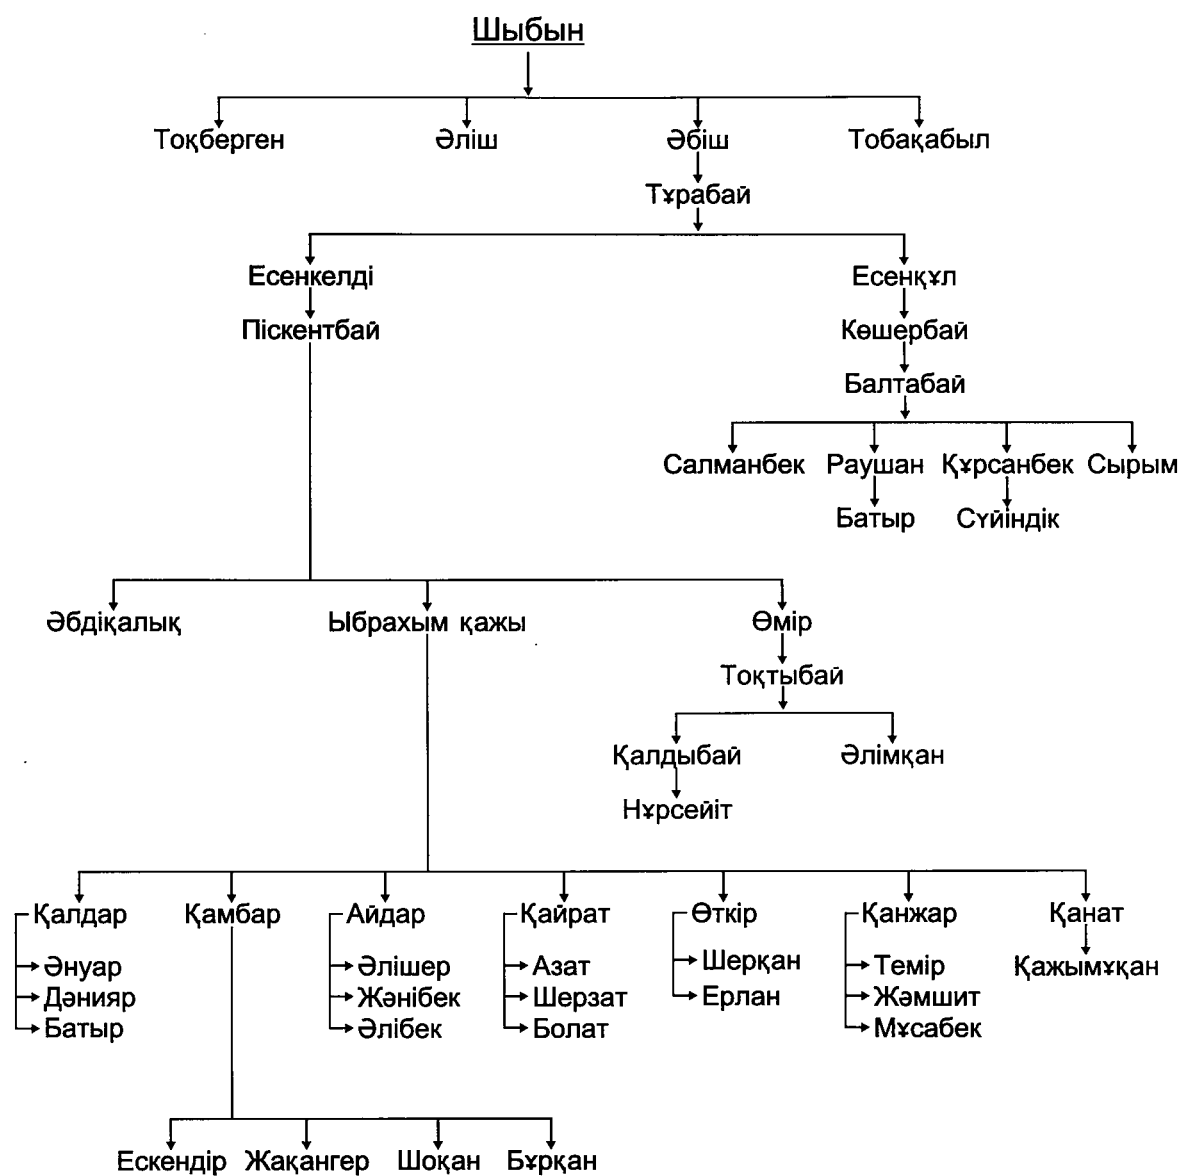 Шыбын
Тоқберген Әліш Әбіш Тобақабыл
Тұрабай
Есенкелді Есенқұл
Піскентбай Көшербай
Балтабай
Салманбек Раушан Құрсанбек Сырым
Батыр Сүйіндік
Әбдіқалық Ыбрахым қажы Өмір
Тоқтыбай
Қалдыбай Әлімқан
Нұрсейіт
Қалдар Қамбар Айдар Қайрат Өткір Қанжар Қанат
Әнуар Әлішер Азат Шерқан Темір Қажымұқан
Дәнияр Жәнібек Шерзат Ерлан Жәмшит
Батыр Әлібек Болат Мұсабек
Ескендір Жақангер Шоқан Бұрқан